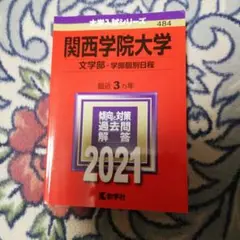 大学入試シリーズ
484
関西学院大学
文学部-学部個別日程
最近3カ年
傾向と対策
過去問
解答
2021
教学社